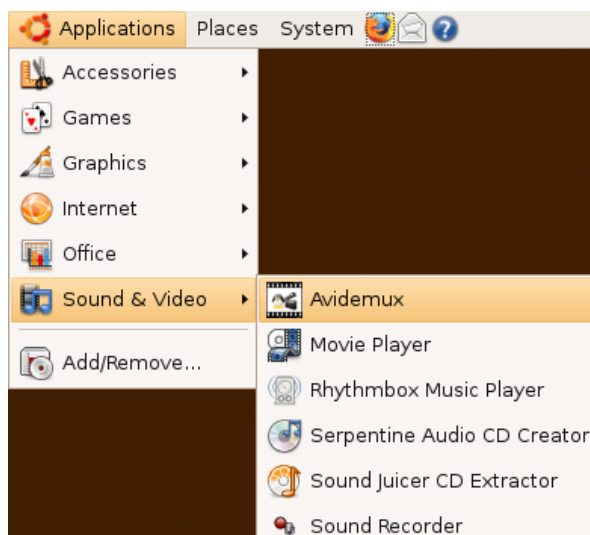 Applications Places System
Accessories
Games
Graphics
Internet
Office
Sound & Video
Add/Remove...
Avidemux
Movie Player
Rhythmbox Music Player
Serpentine Audio CD Creator
Sound Juicer CD Extractor
Sound Recorder